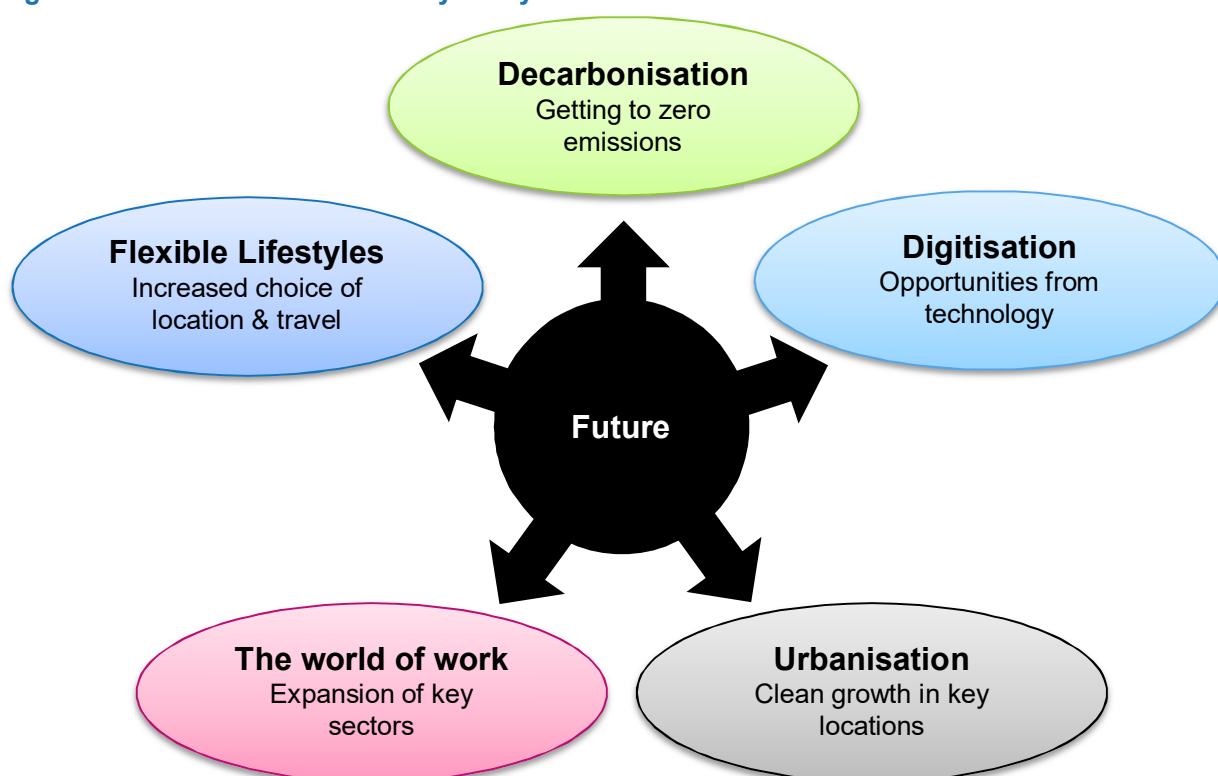 Decarbonisation
Getting to zero
emissions
Flexible Lifestyles
Increased choice of
location & travel
Digitisation
Opportunities from
technology
Future
The world of work
Expansion of key
sectors
Urbanisation
Clean growth in key
locations